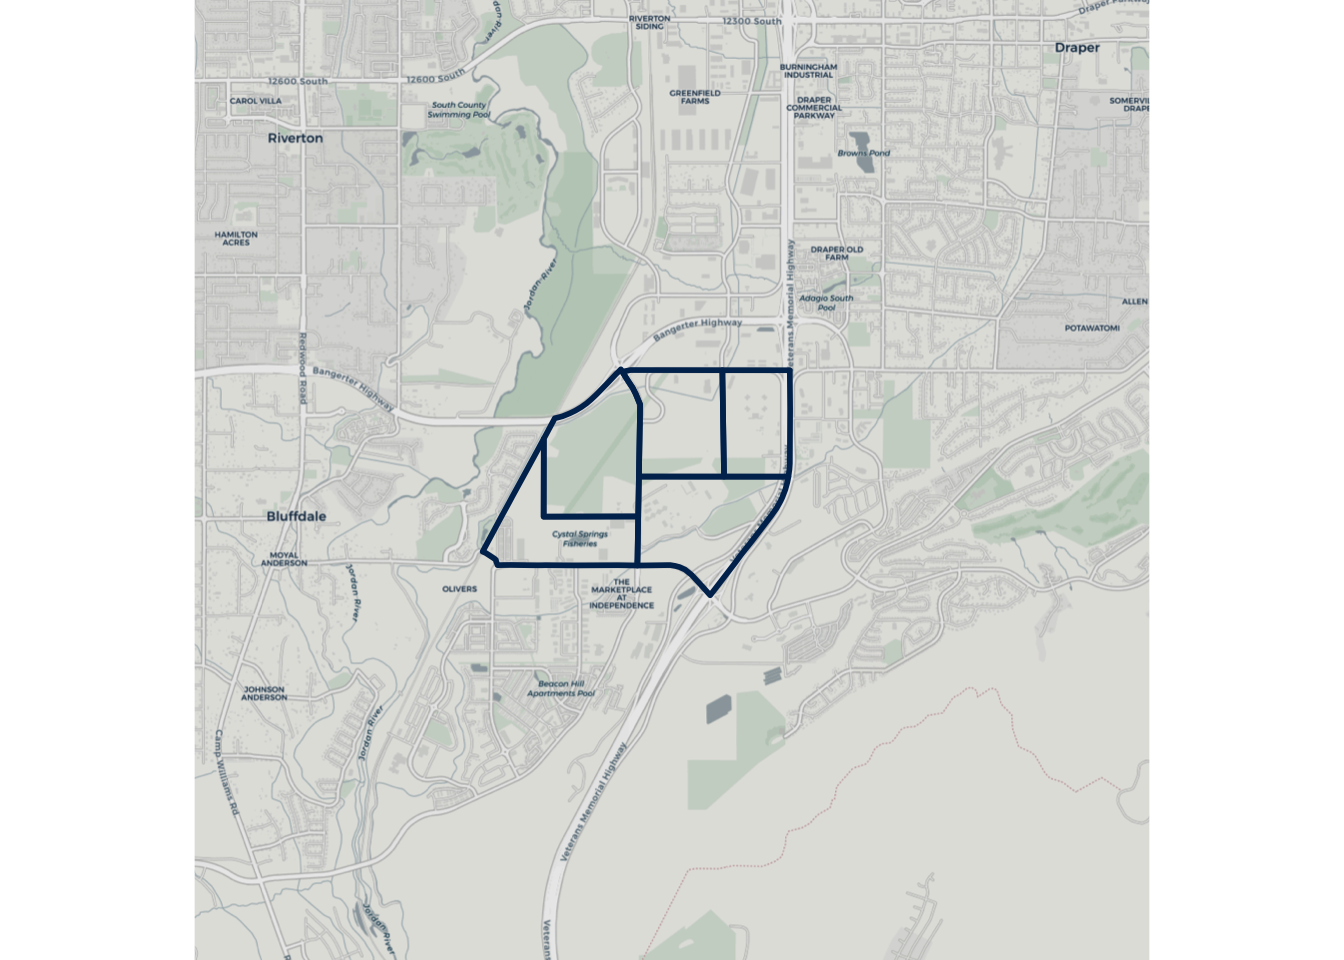 Jordan River
RIVERTON
SIDING
12300 South
Draper Parkway
Draper
12600 South
12600 South
BURNINGHAM
INDUSTRIAL
CAROL VILLA
South County
Swimming Pool
GREENFIELD
FARMS
DRAPER
COMMERCIAL
PARKWAY
SOMERVIL
DRAPE
Riverton
Browns Pond
HAMILTON
ACRES
DRAPER OLD
FARM
Jordan River
Veterans Memorial Highway
Adagio South
Pool
ALLEN
Bangerter Highway
POTAWATOMI
Redwood Road
Bangerter Highway
Veterans Memorial Highway
Bluffdale
Cystal Springs
Fisheries
MOYAL
ANDERSON
Jordan River
OLIVERS
THE
MARKETPLACE
AT
INDEPENDENCE
JOHNSON
ANDERSON
Beacon Hill
Apartments Pool
Jordan River
Camp Williams Rd
Veterans Memorial Highway
Jordan River
Veterans